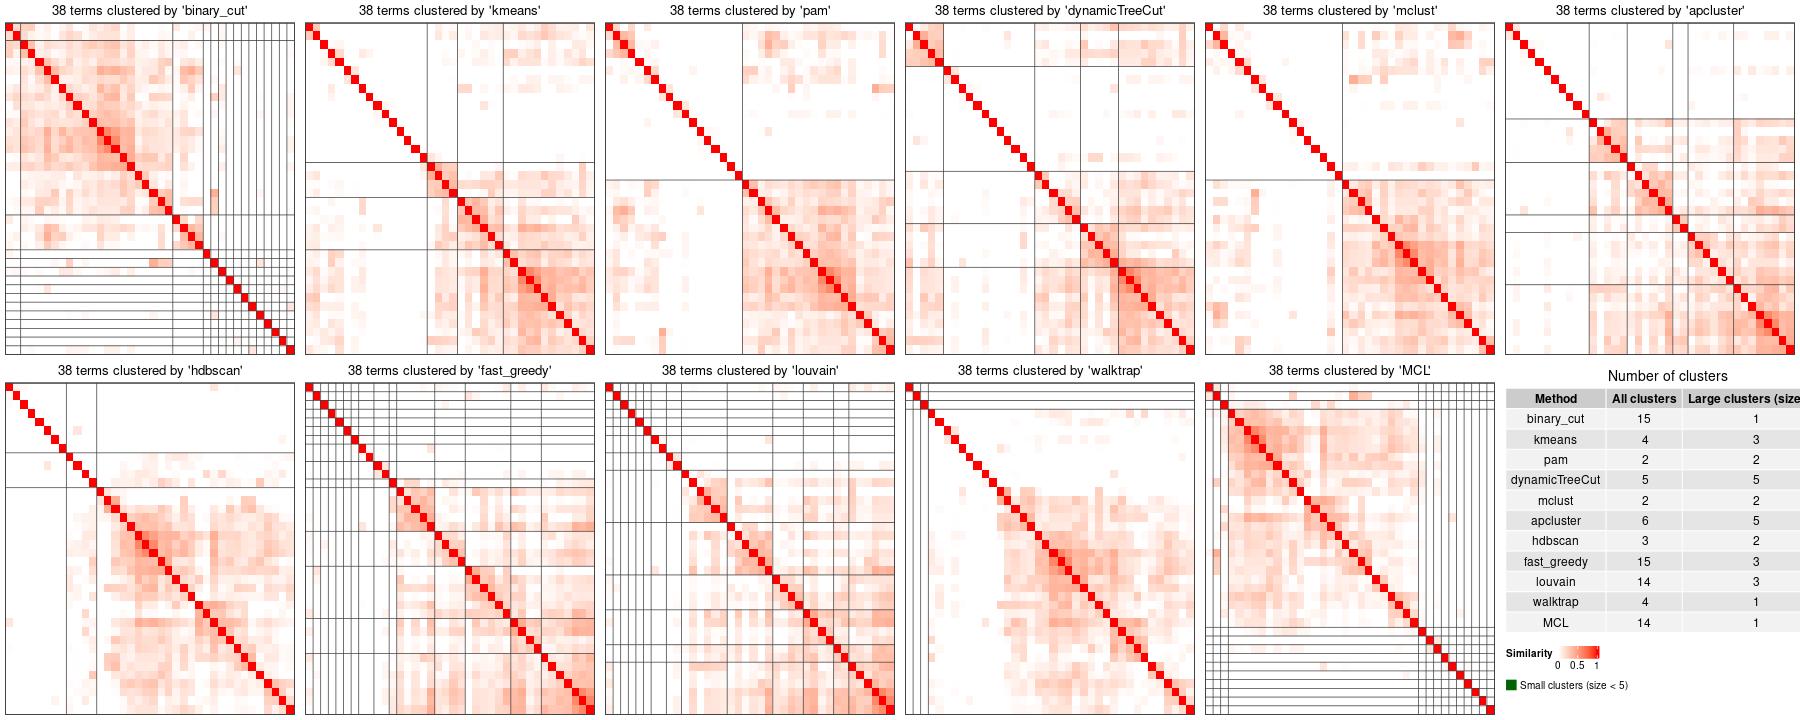 38 terms clustered by 'binary_cut'
38 terms clustered by 'kmeans'
38 terms clustered by 'pam'
38 terms clustered by 'dynamicTreeCut'
38 terms clustered by 'mclust'
38 terms clustered by 'apcluster'
38 terms clustered by 'hdbscan'
38 terms clustered by 'fast_greedy'
38 terms clustered by 'louvain'
38 terms clustered by 'walktrap'
38 terms clustered by 'MCL'
Number of clusters
Method All clusters Large clusters (size
binary_cut 15 1
kmeans 4 3
pam 2 2
dynamicTreeCut 5 5
mclust 2 2
apcluster 6 5
hdbscan 3 2
fast_greedy 15 3
louvain 14 3
walktrap 4 1
MCL 14 1
Similarity
0 0.5 1
Small clusters (size < 5)